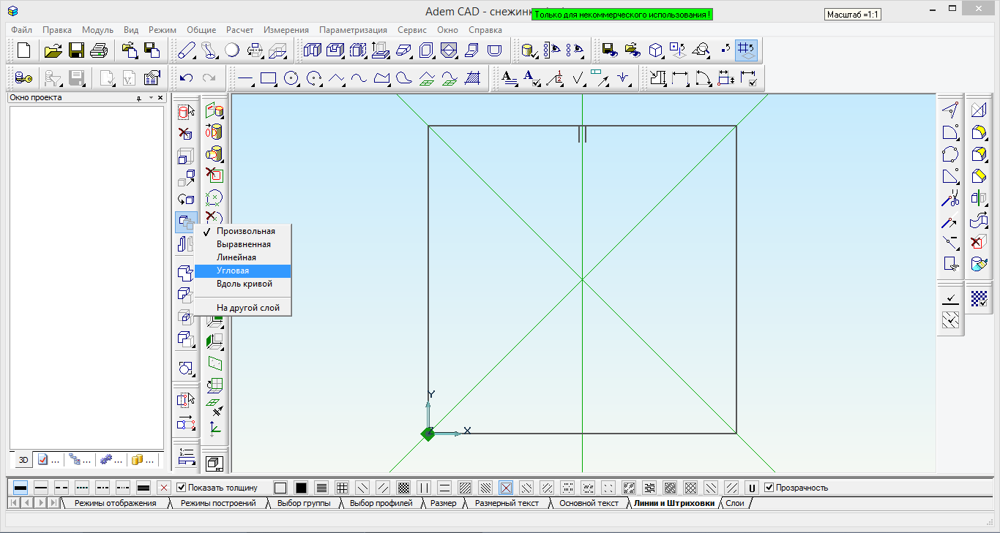 Adem CAD - снежинк
Только для некоммерческого использования !
Масштаб =1:1
Файл Правка Модуль Вид Режим Общие Расчет Измерения Параметризация Сервис Окно Справка
Окно проекта
Произвольная
Выравненная
Линейная
Угловая
Вдоль кривой
На другой слой
Y
Z
X
3D ... ... ... ...
Показать толщину
U
Прозрачность
Режимы отображения Режимы построений Выбор группы Выбор профилей Размер Размерный текст Основной текст Линии и Штриховки Слои